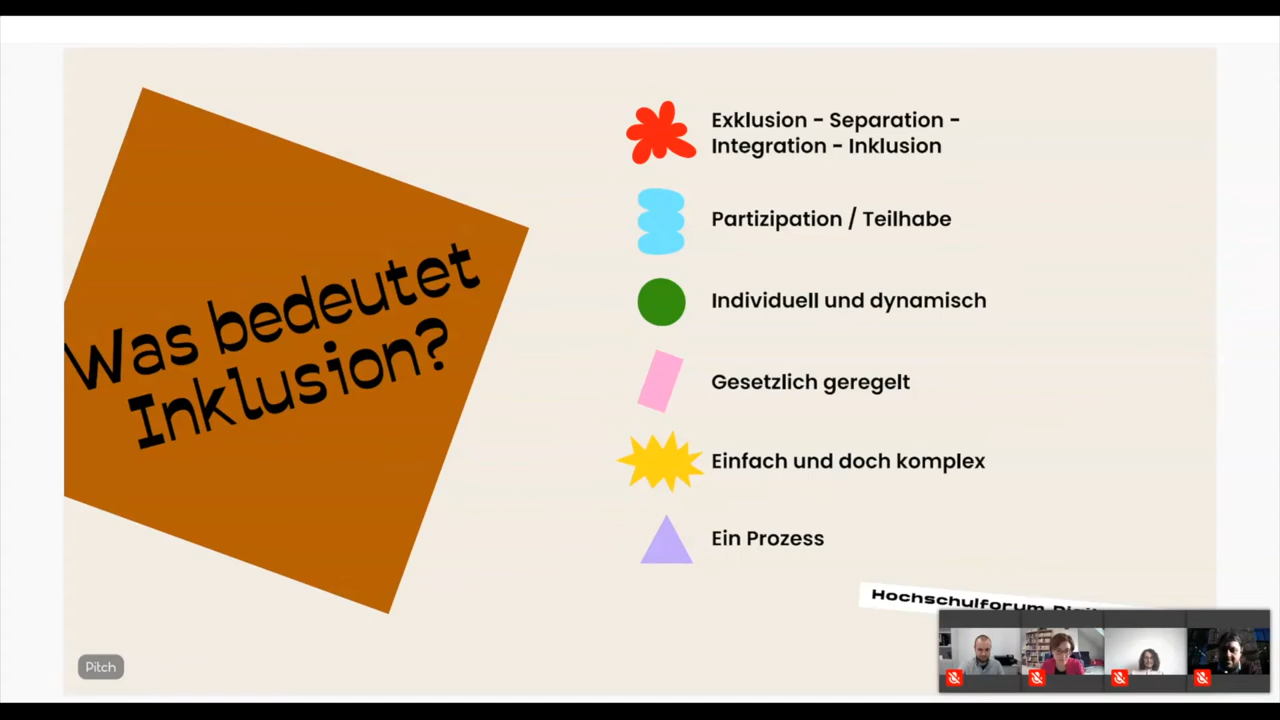 Was bedeutet
Inklusion?
Exklusion - Separation -
Integration - Inklusion
Partizipation / Teilhabe
Individuell und dynamisch
Gesetzlich geregelt
Einfach und doch komplex
Ein Prozess
Hochschulforum
Pitch